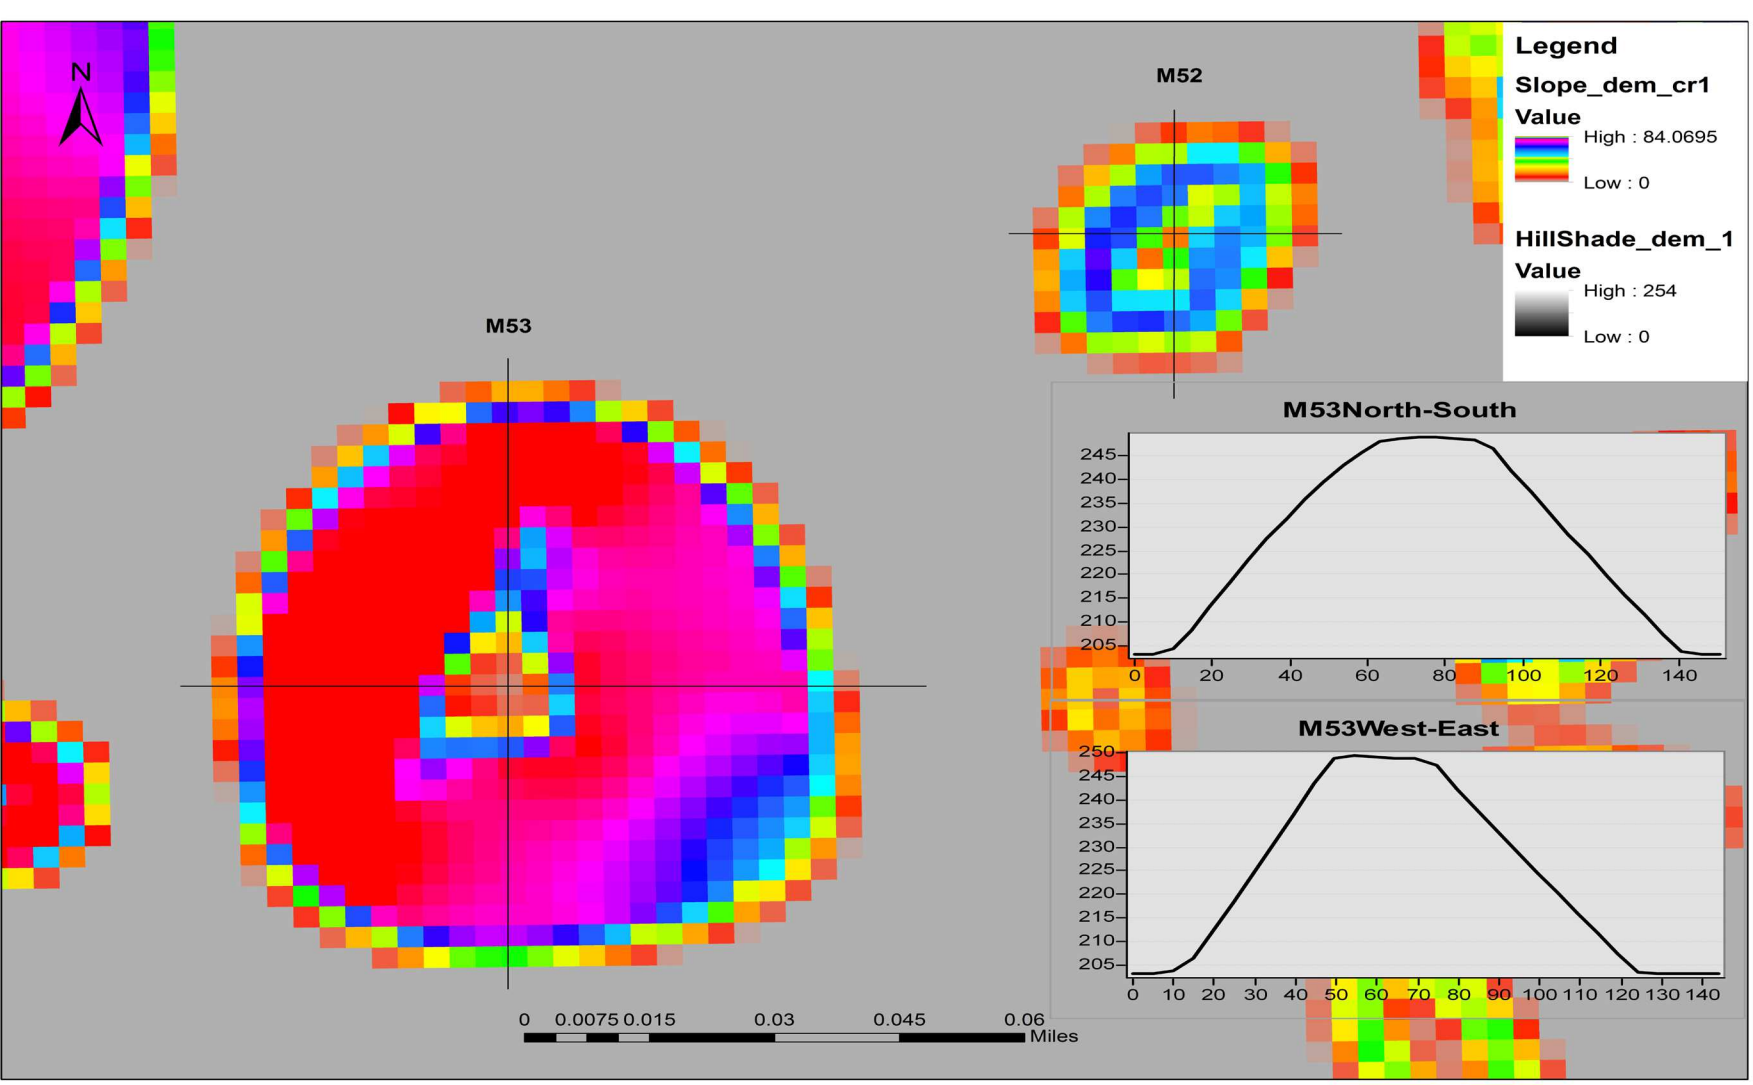 N
M52
M53
Legend
Slope_dem_cr1
Value
High : 84.0695
Low : 0
HillShade_dem_1
Value
High : 254
Low : 0
M53North-South
245
240
235
230
225
220
215
210
205
0 20 40 60 80 100 120 140
M53West-East
250
245
240
235
230
225
220
215
210
205
0 10 20 30 40 50 60 70 80 90 100 110 120 130 140
0 0.0075 0.015 0.03 0.045 0.06
Miles